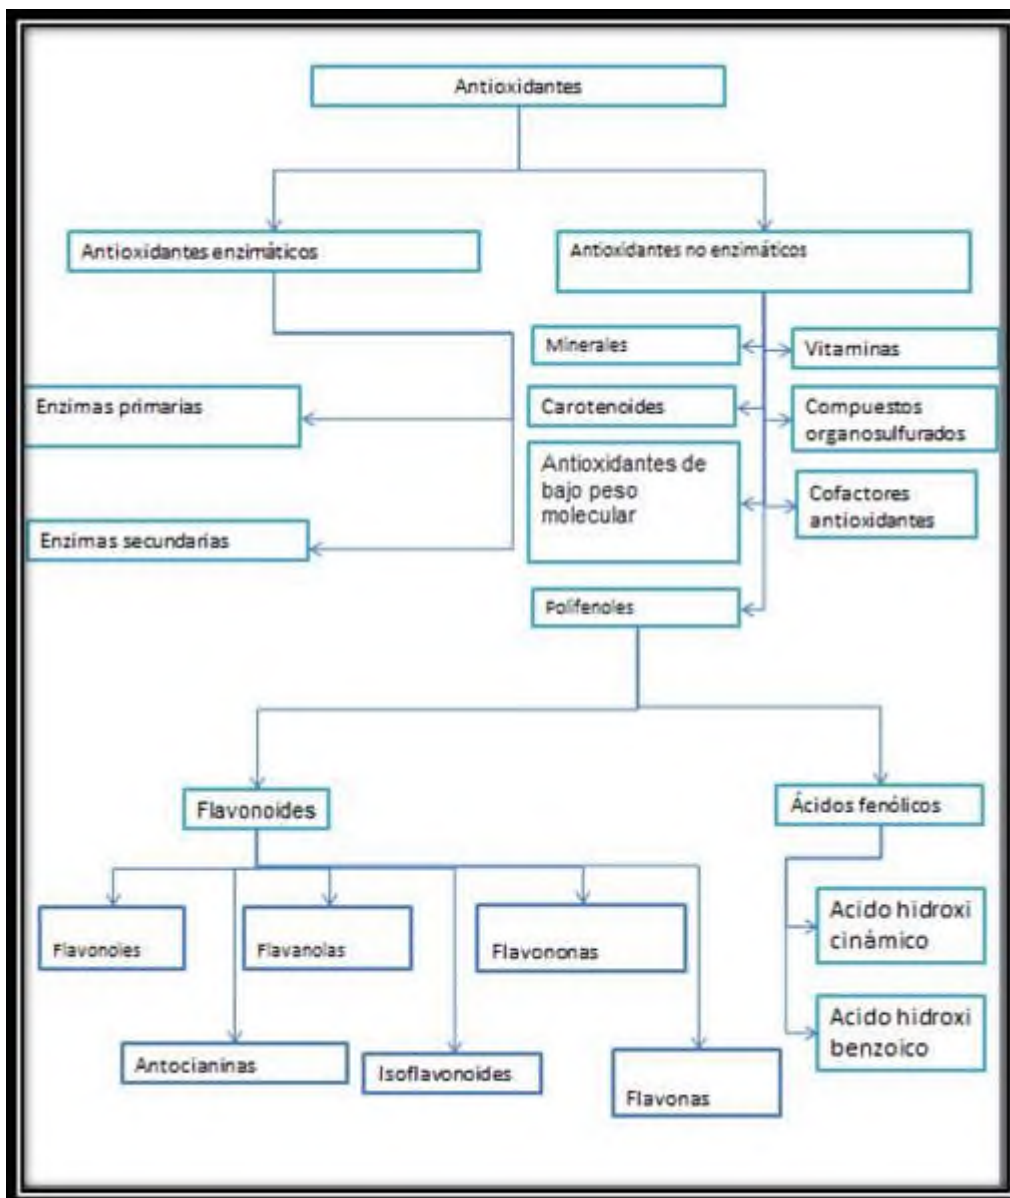 Antioxidantes
Antioxidantes enzimáticos
Antioxidantes no enzimáticos
Minerales
Vitaminas
Enzimas primarias
Carotenoides
Compuestos
organosulfurados
Antioxidantes de
bajo peso
molecular
Cofactores
antioxidantes
Enzimas secundarias
Polifenoles
Flavonoides
Ácidos fenólicos
Flavonoles
Flavanolas
Flavononas
Acido hidroxi
cinámico
Antocianinas
Isoflavonoides
Flavonas
Acido hidroxi
benzoico